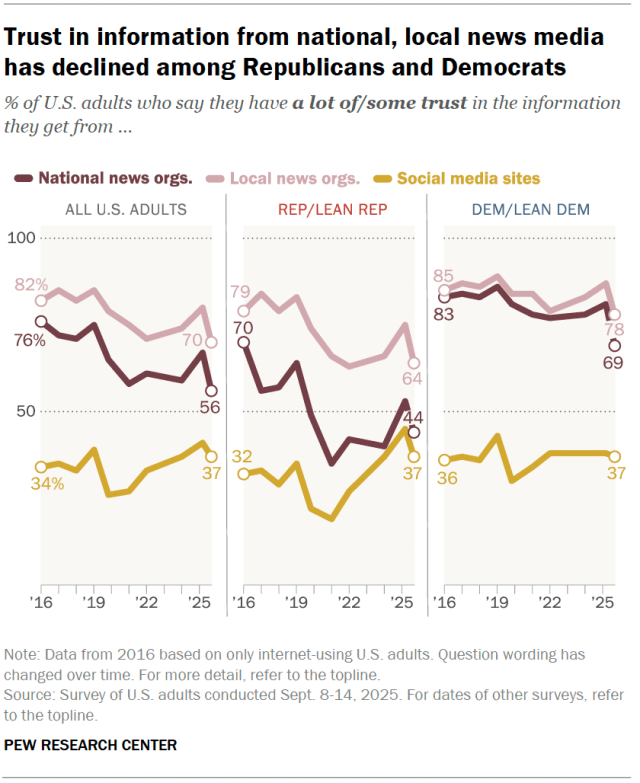 Trust in information from national, local news media
has declined among Republicans and Democrats
% of U.S. adults who say they have a lot of/some trust in the information
they get from ...
National news orgs. Local news orgs. Social media sites
ALL U.S. ADULTS REP/LEAN REP DEM/LEAN DEM
100
82%
76%
70
56
50
34%
37
79
70
64
44
32
37
85
83
78
69
36
37
'16 '19 '22 '25 '16 '19 '22 '25 '16 '19 '22 '25
Note: Data from 2016 based on only internet-using U.S. adults. Question wording has
changed over time. For more detail, refer to the topline.
Source: Survey of U.S. adults conducted Sept. 8-14, 2025. For dates of other surveys, refer
to the topline.
PEW RESEARCH CENTER